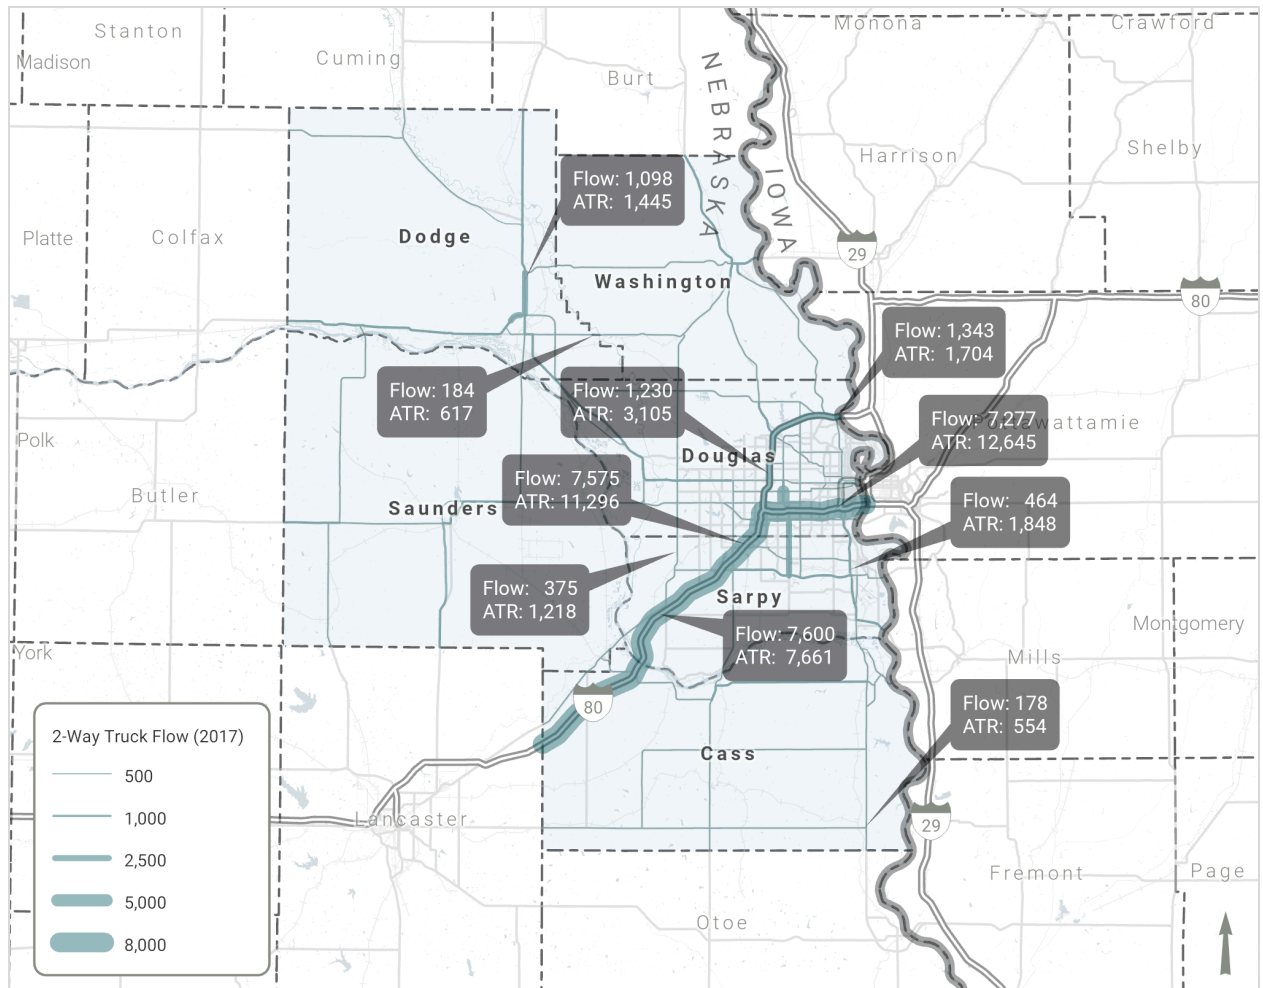 Stanton
Madison
Cuming
Burt
NEBRASKA
IOWA
Monona
Crawford
Harrison
Shelby
Platte
Colfax
Dodge
Flow: 1,098
ATR: 1,445
Washington
29
80
Flow: 1,343
ATR: 1,704
Flow: 184
ATR: 617
Flow: 1,230
ATR: 3,105
Flow: 7,277
ATR: 12,645
Pottawattamie
Polk
Butler
Saunders
Douglas
Flow: 7,575
ATR: 11,296
Flow: 464
ATR: 1,848
Flow: 375
ATR: 1,218
Sarpy
Flow: 7,600
ATR: 7,661
Montgomery
Mills
York
80
Flow: 178
ATR: 554
Cass
2-Way Truck Flow (2017)
500
1,000
2,500
5,000
8,000
Lancaster
29
Fremont
Page
Otoe